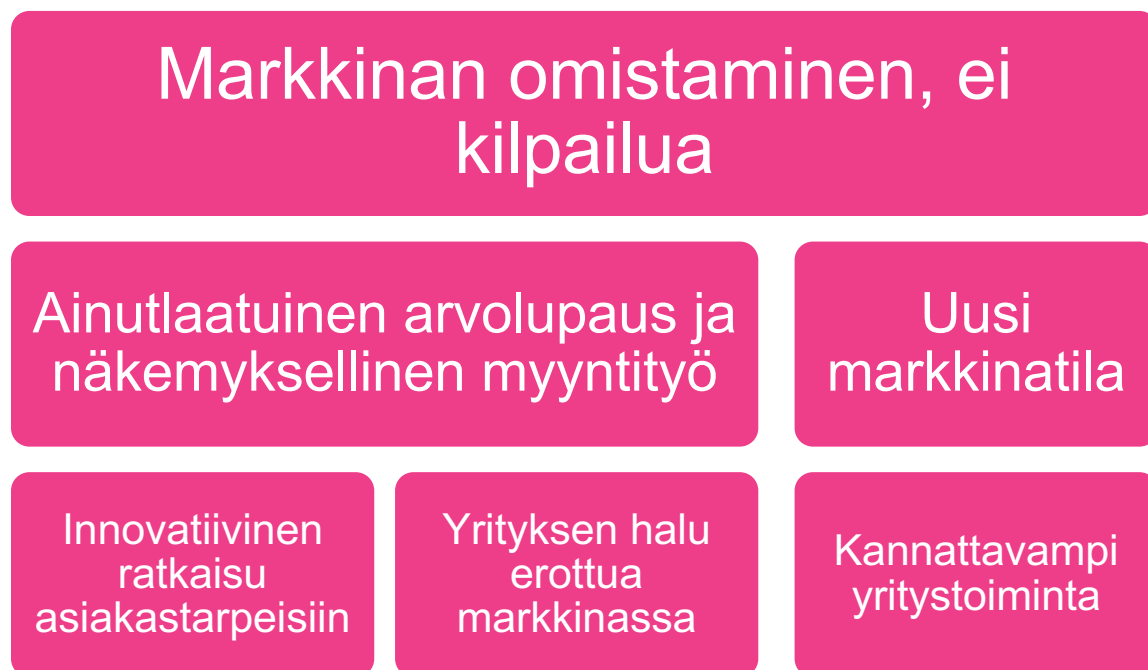 Markkinan omistaminen, ei
kilpailua
Ainutlaatuinen arvolupaus ja
näkemyksellinen myyntityö
Uusi
markkinatila
Innovatiivinen
ratkaisu
asiakastarpeisiin
Yrityksen halu
erottua
markkinassa
Kannattavampi
yritystoiminta